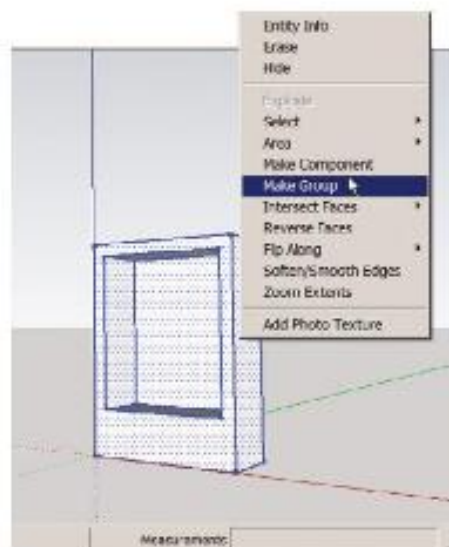 Entity Info
Erase
Hide
Explode
Select
Area
Make Component
Make Group
Intersect Faces
Reverse Faces
Flip Along
Soften/Smooth Edges
Zoom Extents
Add Photo Texture
Measurements